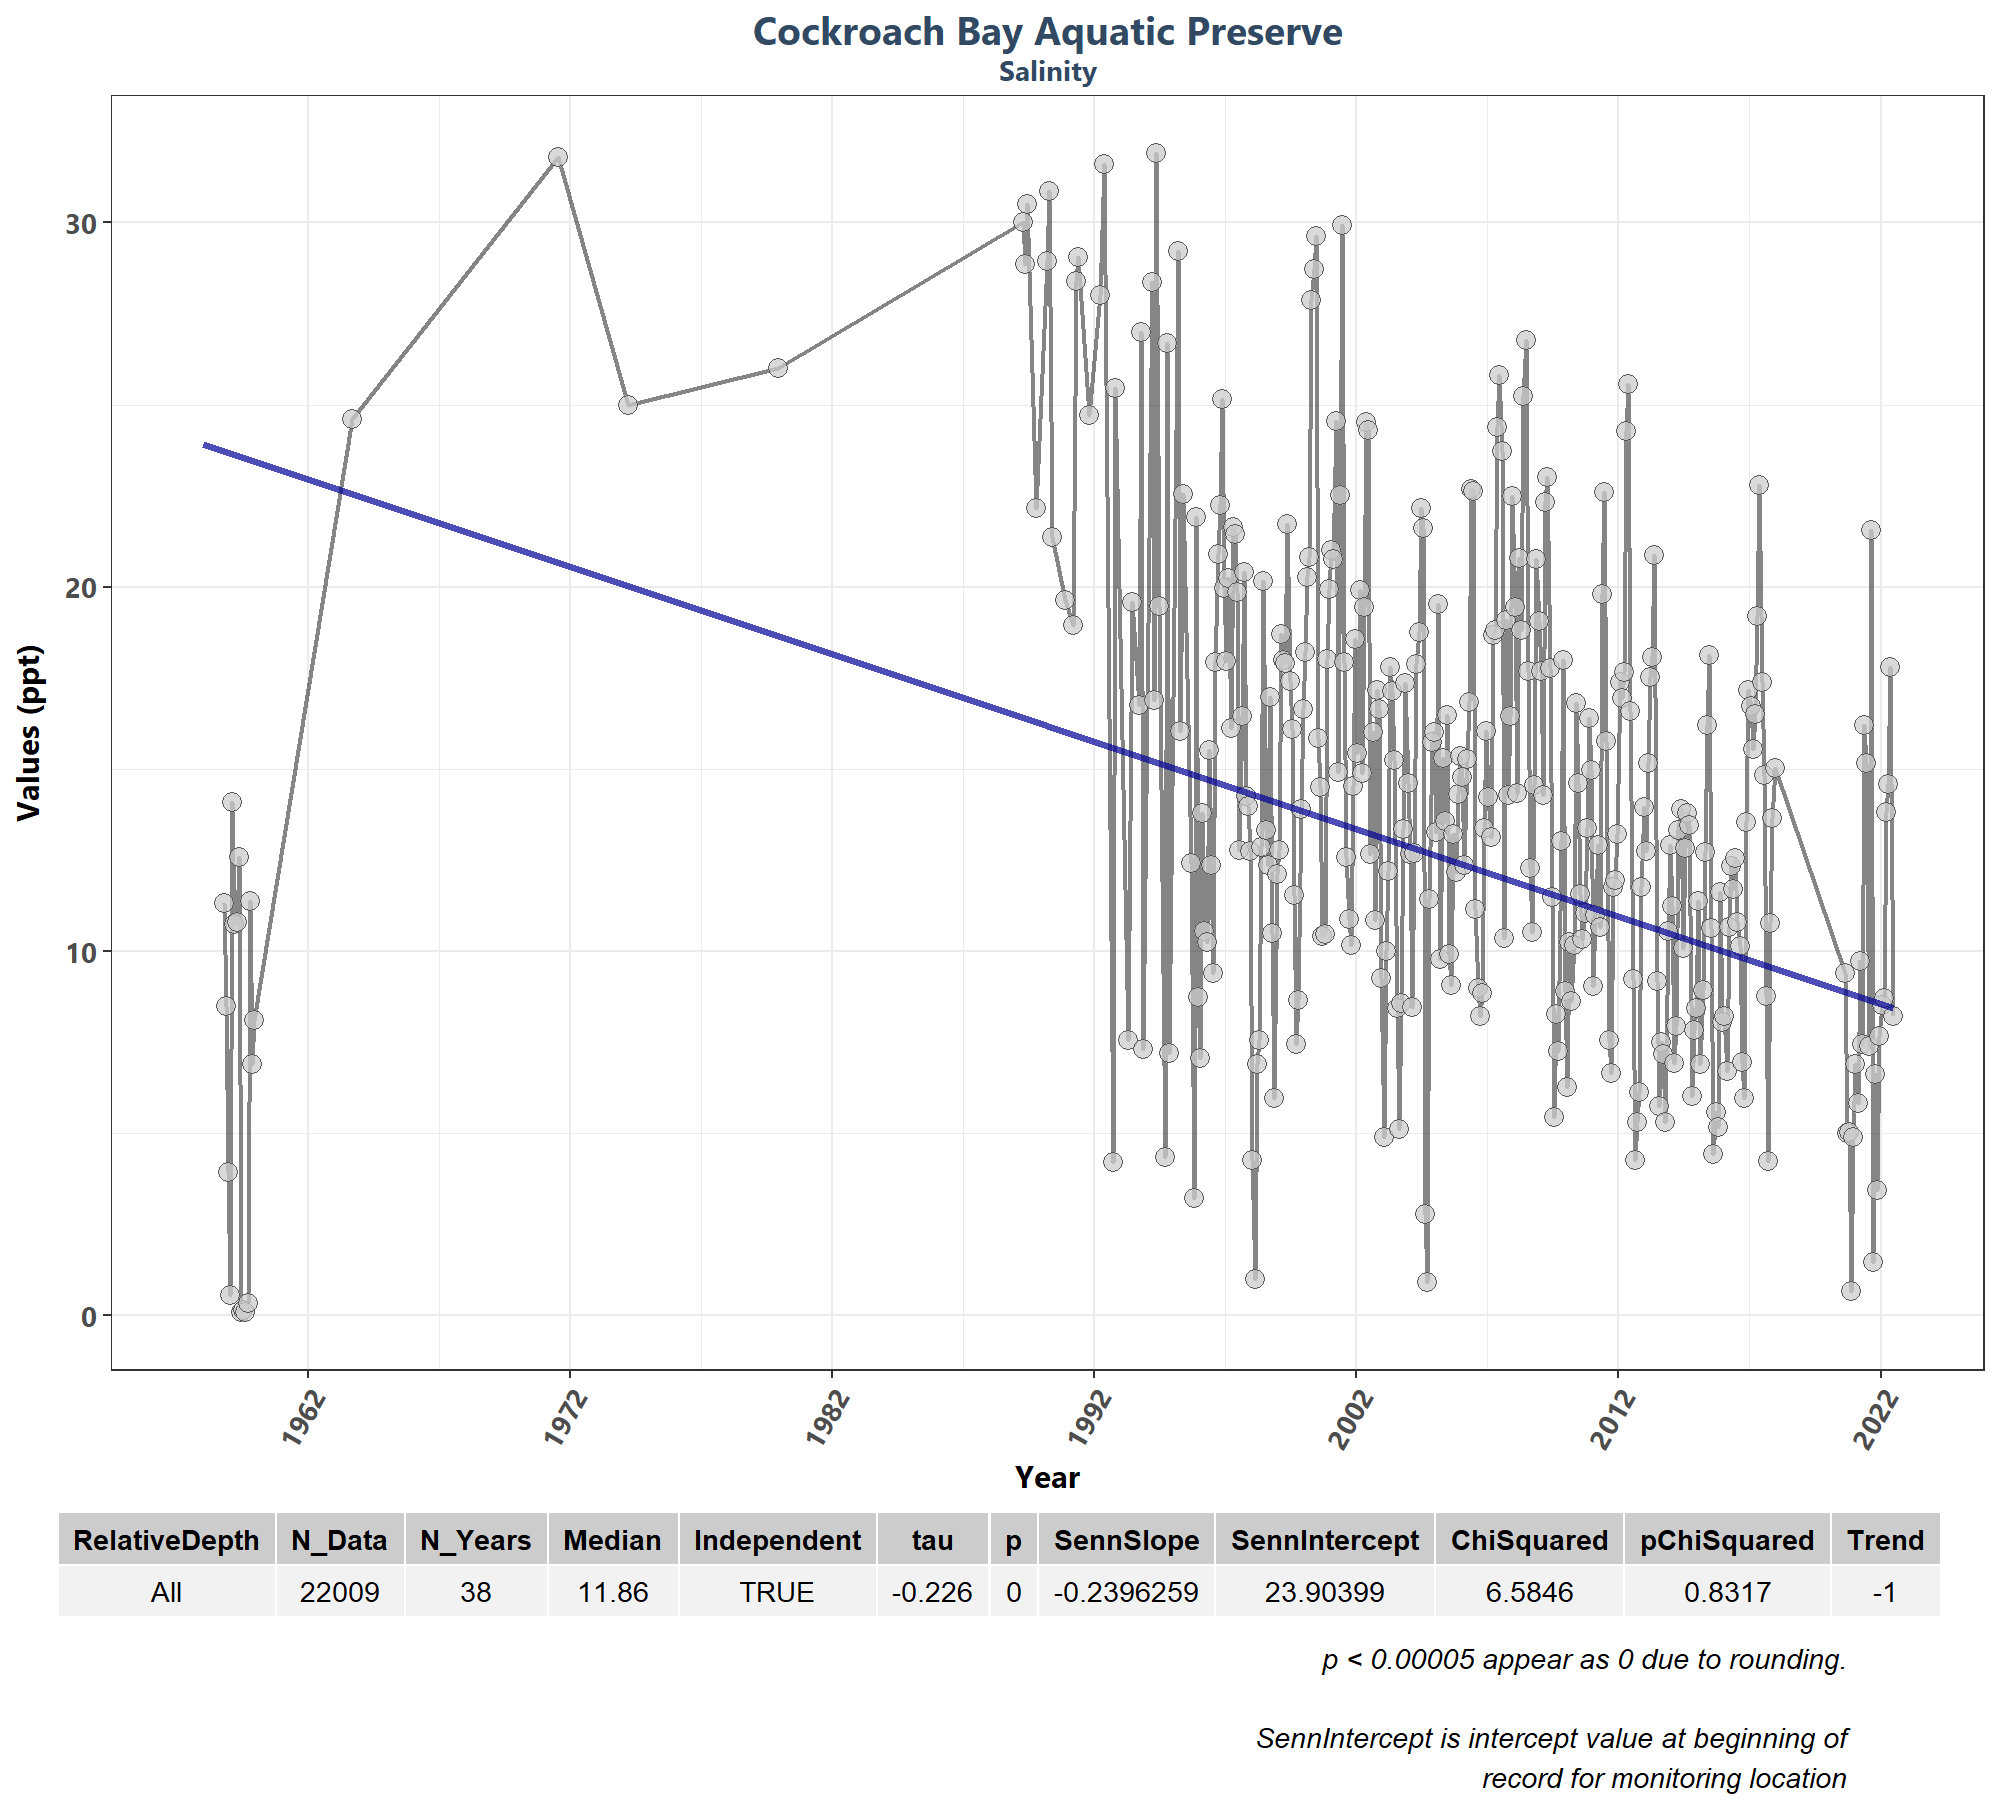 Cockroach Bay Aquatic Preserve
Salinity
Values (ppt)
30
20
10
0
1962
1972
1982
1992
2002
2012
2022
Year
RelativeDepth N_Data N_Years Median Independent tau p SennSlope SennIntercept ChiSquared pChiSquared Trend
All 22009 38 11.86 TRUE -0.226 0 -0.2396259 23.90399 6.5846 0.8317 -1
p < 0.00005 appear as 0 due to rounding.
SennIntercept is intercept value at beginning of
record for monitoring location